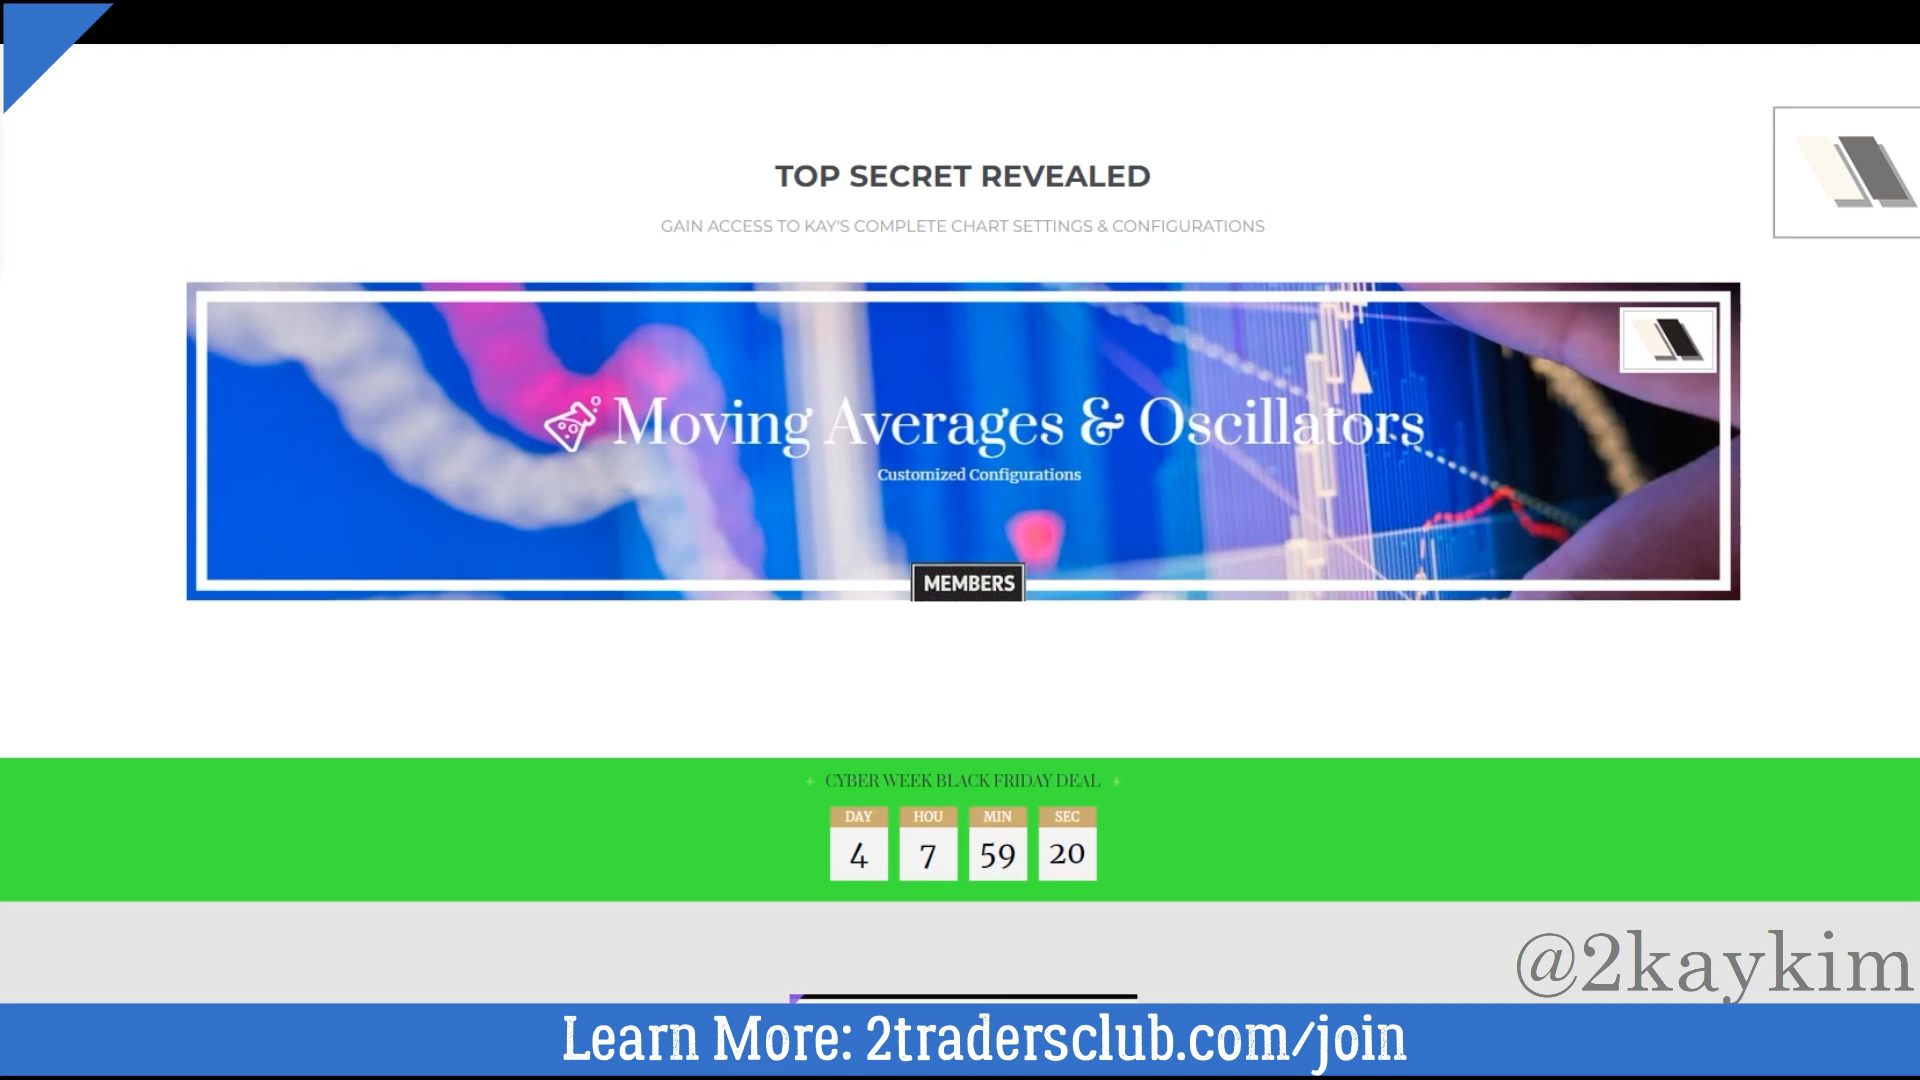 TOP SECRET REVEALED
GAIN ACCESS TO KAY'S COMPLETE CHART SETTINGS & CONFIGURATIONS
Moving Averages & Oscillators
Customized Configurations
MEMBERS
+ CYBER WEEK BLACK FRIDAY DEAL +
DAY HOU MIN SEC
4 7 59 20
@2kaykim
Learn More: 2tradersclub.com/join